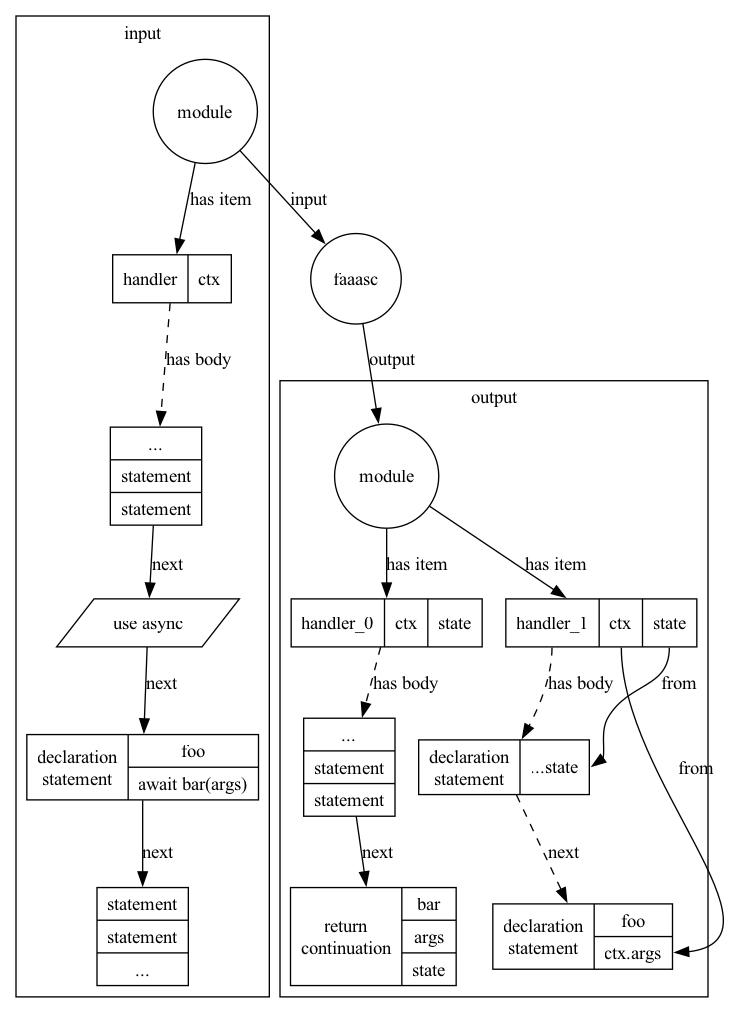 input
module
has item
input
handler
ctx
faaasc
has body
output
output
...
statement
statement
module
next
has item
has item
use async
handler_0
ctx
state
handler_1
ctx
state
next
has body
has body
from
declaration
statement
foo
await bar(args)
...
statement
statement
declaration
statement
...state
from
next
next
next
statement
statement
...
return
continuation
bar
args
state
declaration
statement
foo
ctx.args